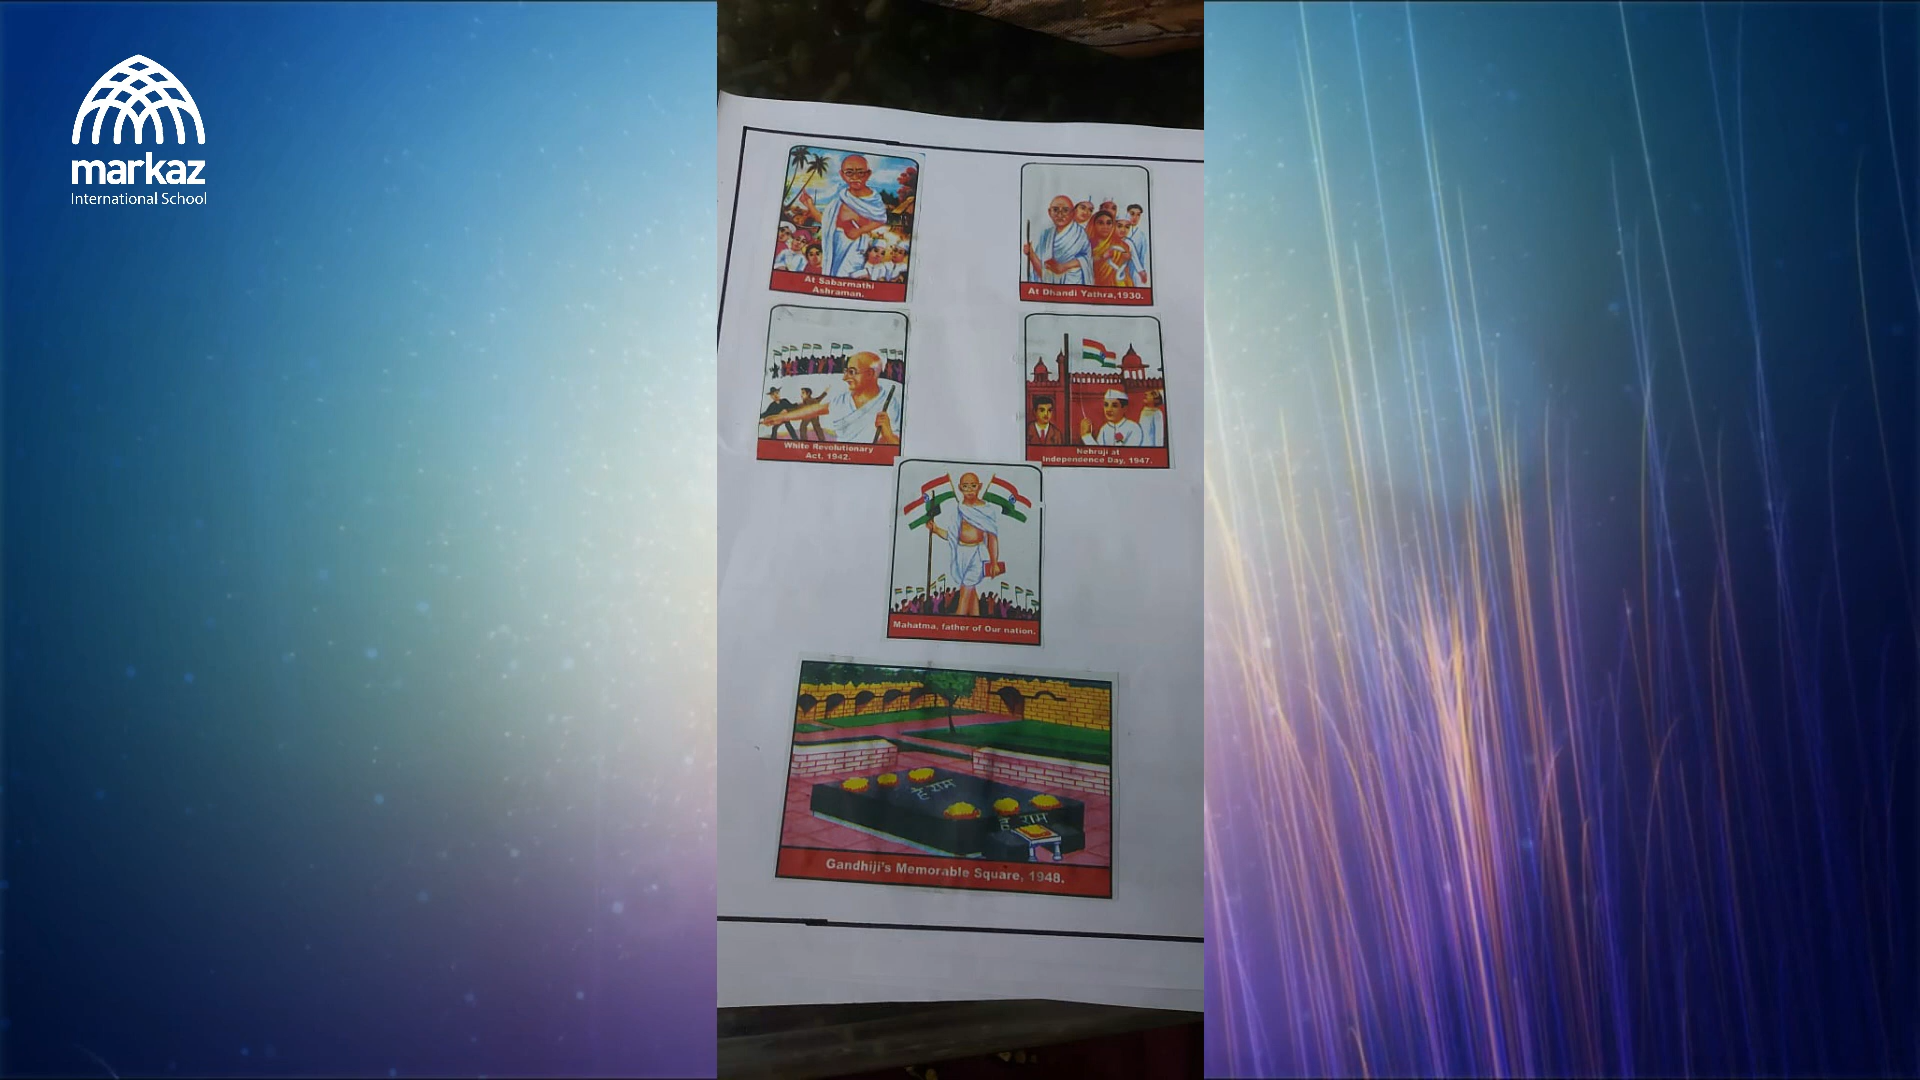 markaz
International School
At Sabarmathi
Ashraman.
At Dhandi Yathra,1930.
White Revolutionary
Act, 1942.
Nehruji at
Independence Day, 1947.
Mahatma, father of Our nation.
हे राम
हे राम
Gandhiji's Memorable Square, 1948.